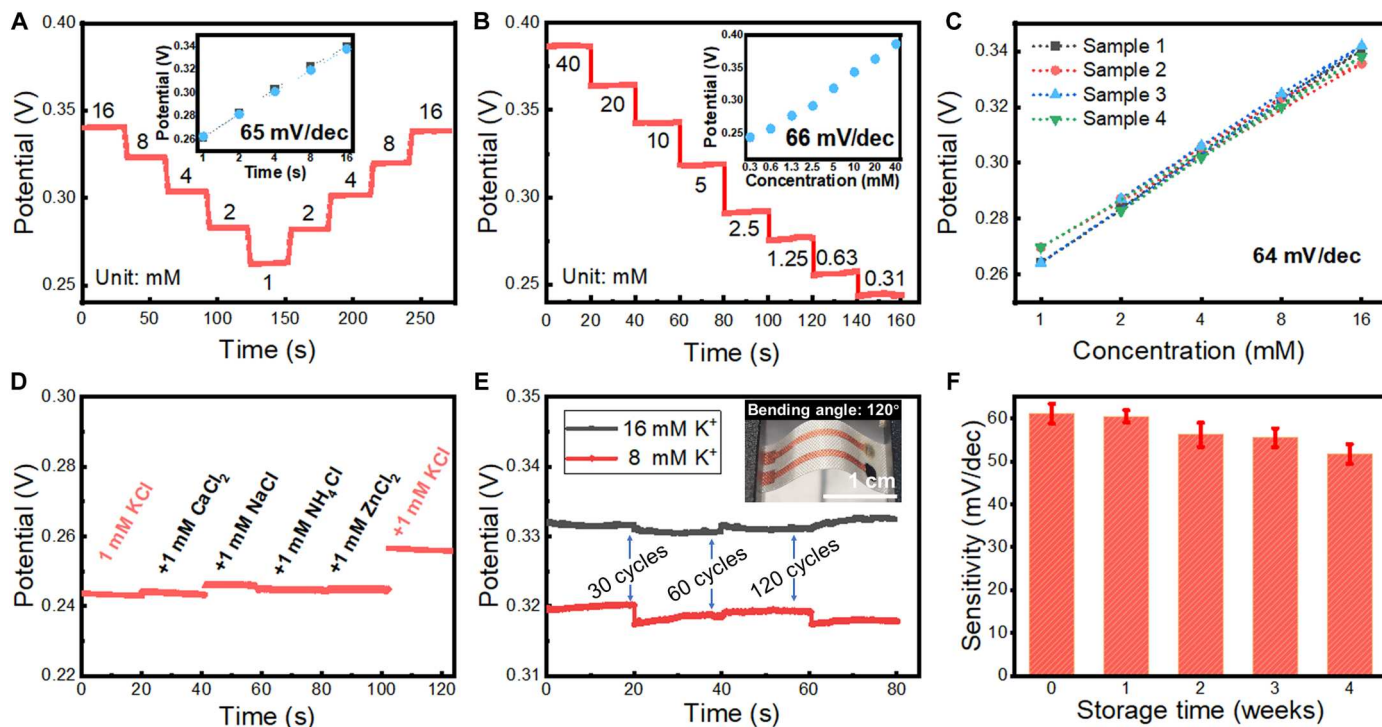 A
0.40
0.35
0.30
0.25
Potential (V)
16
8
4
2
1
2
4
8
16
Unit: mM
0
50
100
150
200
250
Time (s)
0.34
0.32
0.30
0.28
0.26
Potential (V)
65 mV/dec
1
2
4
8
16
Time (s)
B
0.40
0.35
0.30
0.25
Potential (V)
40
20
10
5
2.5
1.25
0.63
0.31
Unit: mM
0
20
40
60
80
100
120
140
160
Time (s)
0.40
0.35
0.30
0.25
Potential (V)
66 mV/dec
0.3
0.6
1.3
2.5
5
10
20
40
Concentration (mM)
C
0.34
0.32
0.30
0.28
0.26
Potential (V)
Sample 1
Sample 2
Sample 3
Sample 4
64 mV/dec
1
2
4
8
16
Concentration (mM)
D
0.30
0.28
0.26
0.24
0.22
Potential (V)
1 mM KCl
+1 mM CaCl₂
+1 mM NaCl
+1 mM NH₄Cl
+1 mM ZnCl₂
+1 mM KCl
0
20
40
60
80
100
120
Time (s)
E
0.35
0.34
0.33
0.32
0.31
Potential (V)
16 mM K⁺
8 mM K⁺
Bending angle: 120°
1 cm
30 cycles
60 cycles
120 cycles
0
20
40
60
80
Time (s)
F
60
50
40
30
20
10
0
Sensitivity (mV/dec)
0
1
2
3
4
Storage time (weeks)